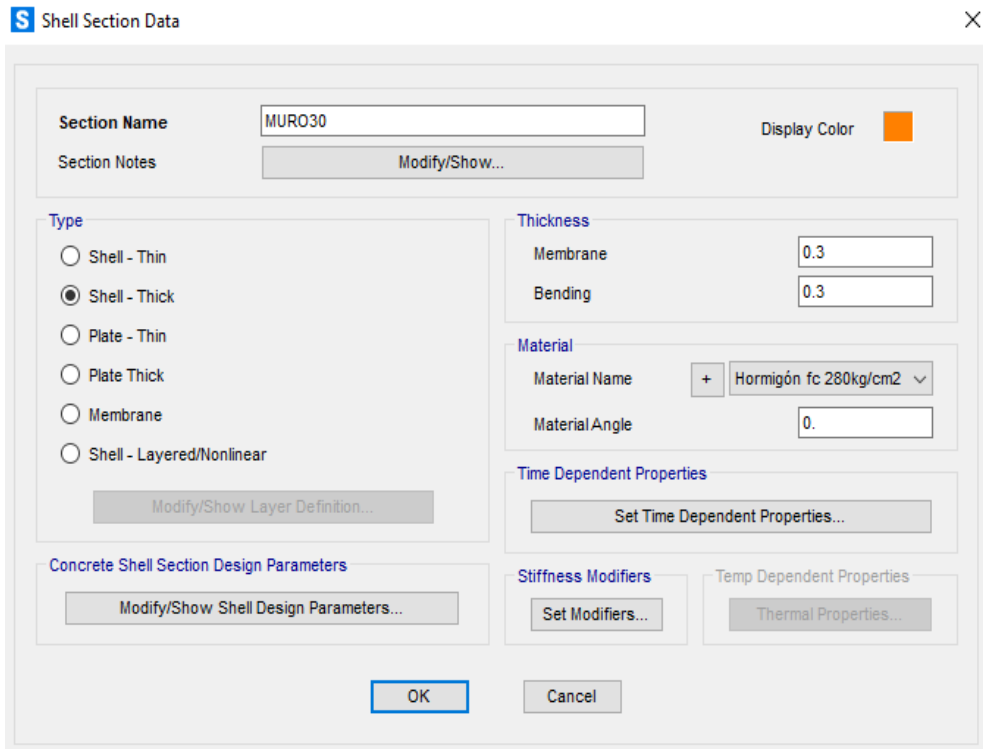 S Shell Section Data
Section Name
MURO30
Display Color
Section Notes
Modify/Show...
Type
Shell - Thin
Shell - Thick
Plate - Thin
Plate Thick
Membrane
Shell - Layered/Nonlinear
Modify/Show Layer Definition...
Concrete Shell Section Design Parameters
Modify/Show Shell Design Parameters...
Thickness
Membrane
0.3
Bending
0.3
Material
Material Name
+
Hormigón fc 280kg/cm2
Material Angle
0.
Time Dependent Properties
Set Time Dependent Properties...
Stiffness Modifiers
Set Modifiers...
Temp Dependent Properties
Thermal Properties...
OK
Cancel